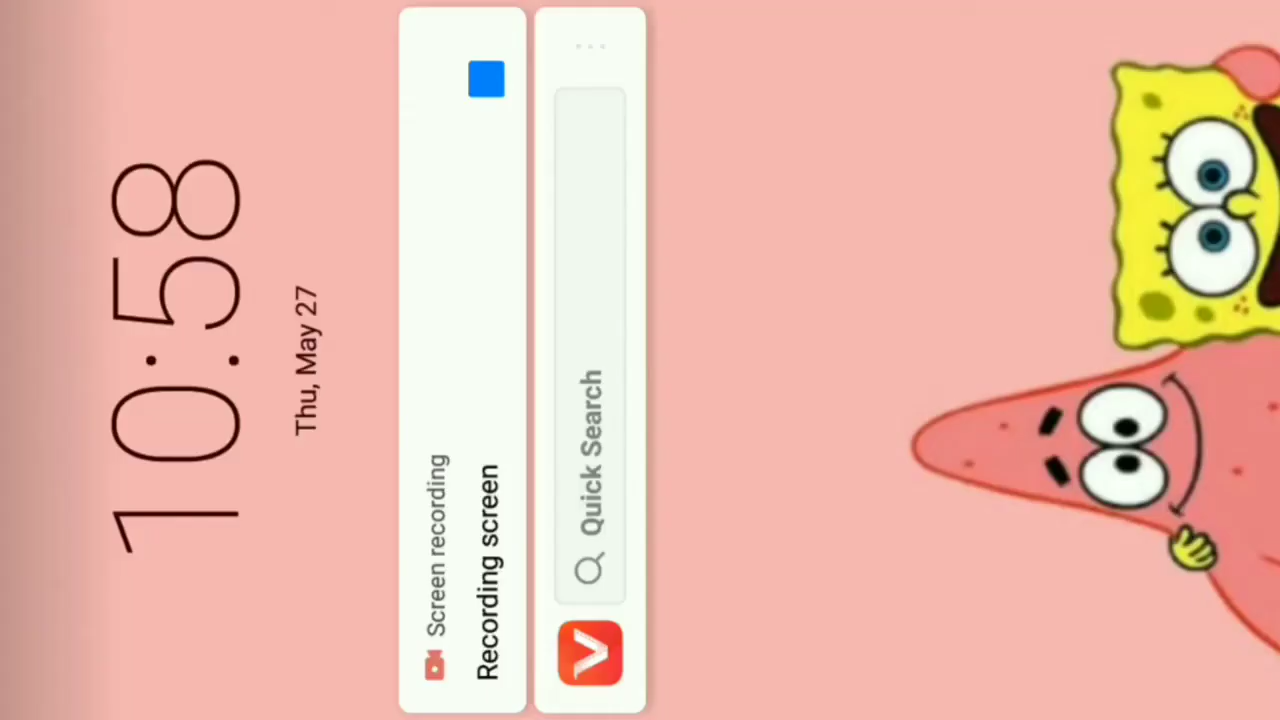 10:58
Thu, May 27
Screen recording
Recording screen
Quick Search